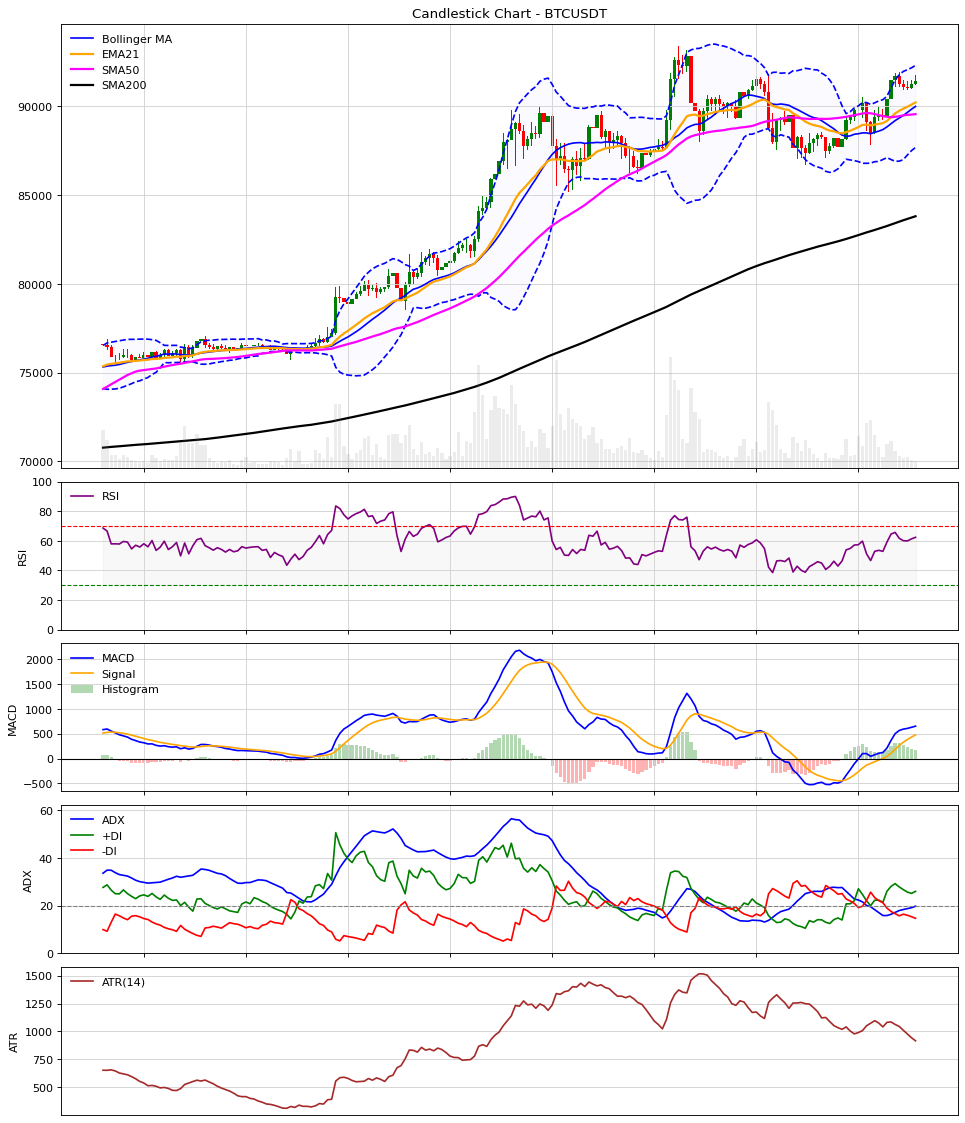 Candlestick Chart - BTCUSDT
Bollinger MA
EMA21
SMA50
SMA200
90000
85000
80000
75000
70000
RSI
100
80
60
40
20
0
RSI
MACD
Signal
Histogram
2000
1500
1000
500
0
−500
MACD
ADX
+DI
-DI
60
40
20
0
ADX
ATR(14)
1500
1250
1000
750
500
ATR